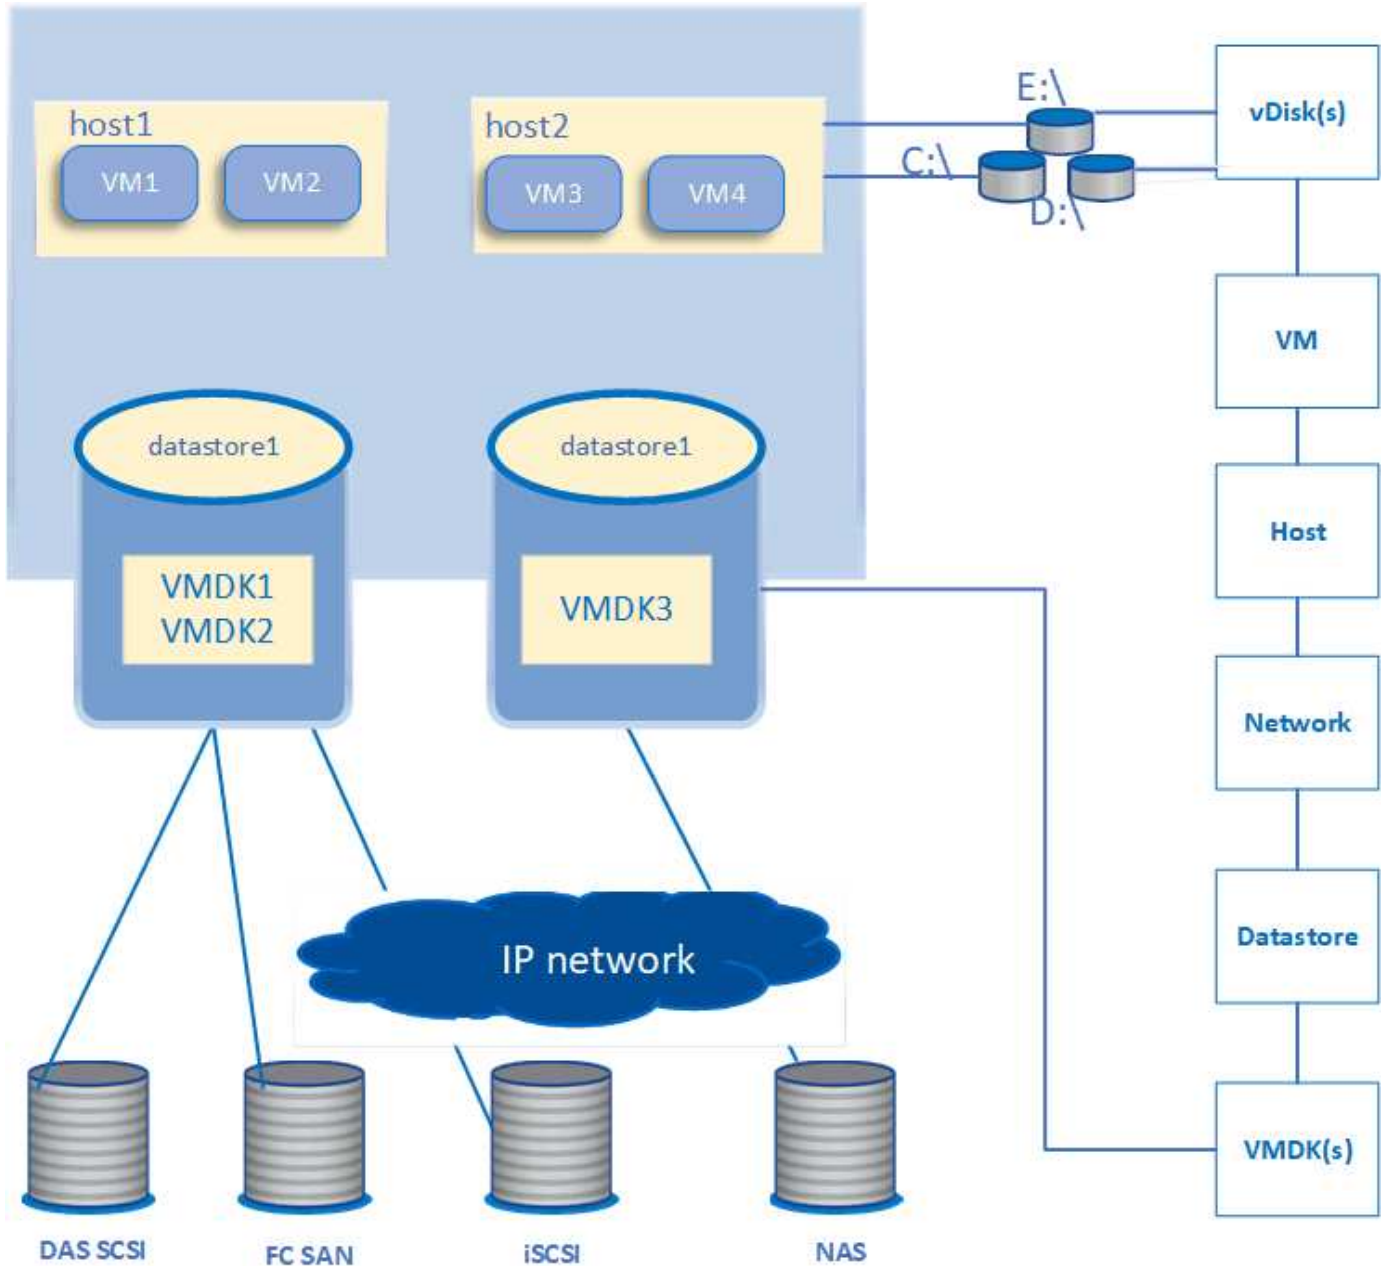 host1
VM1
VM2
host2
VM3
VM4
E:\
C:\
D:\
vDisk(s)
VM
Host
Network
Datastore
VMDK(s)
datastore1
VMDK1
VMDK2
datastore1
VMDK3
IP network
DAS SCSI
FC SAN
iSCSI
NAS